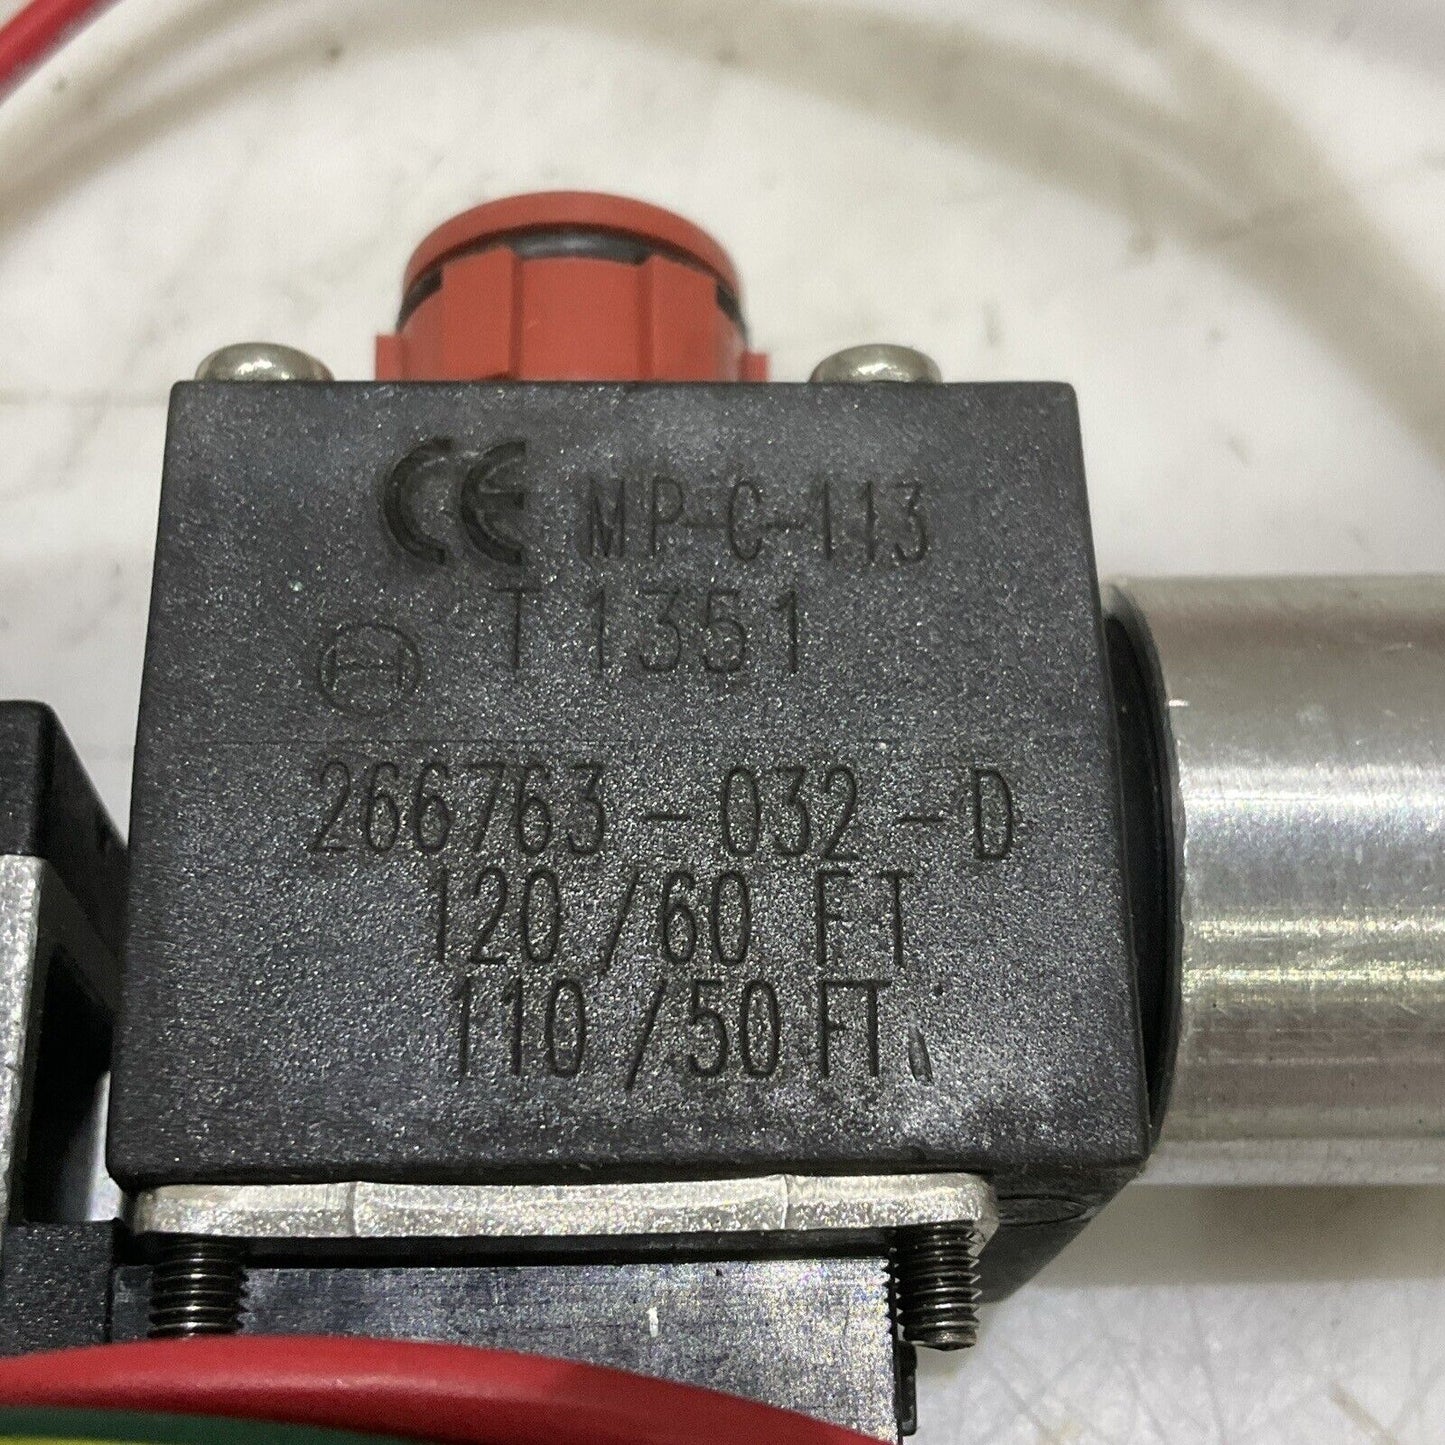 CE MP-C-113
T1351
266763-032-D
120/60 FT
110/50 FT